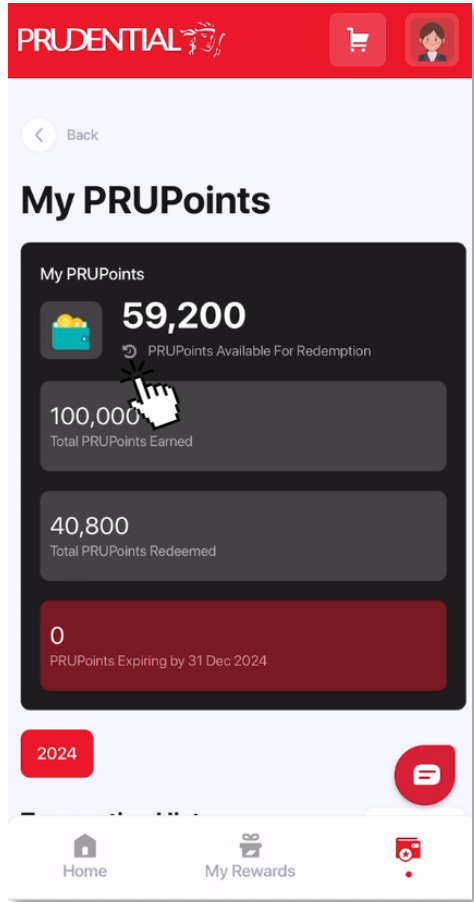 PRUDENTIAL
Back
My PRUPoints
My PRUPoints
59,200
PRUPoints Available For Redemption
100,000
Total PRUPoints Earned
40,800
Total PRUPoints Redeemed
0
PRUPoints Expiring by 31 Dec 2024
2024
Home
My Rewards